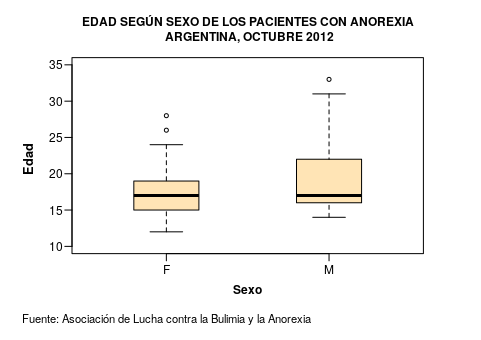 EDAD SEGÚN SEXO DE LOS PACIENTES CON ANOREXIA
ARGENTINA, OCTUBRE 2012
35
30
25
20
15
10
Edad
F M
Sexo
Fuente: Asociación de Lucha contra la Bulimia y la Anorexia